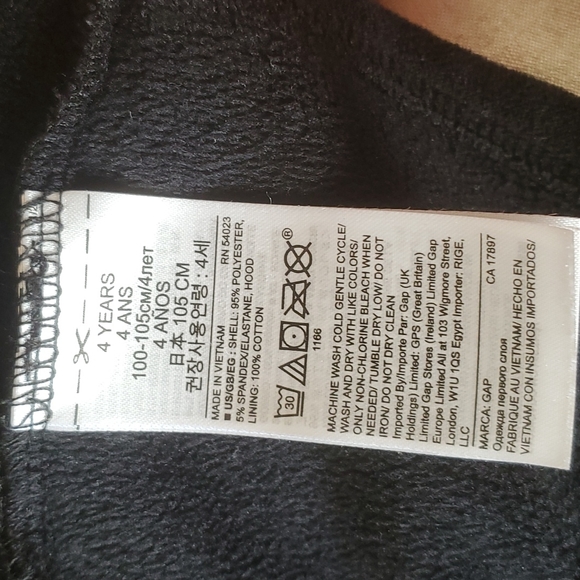 4 YEARS
4 ANS
100-105см/4лет
4 AÑOS
日本 105 CM
권장사용연령 : 4세
MADE IN VIETNAM RN 54023
■ US/GB/EG : SHELL: 95% POLYESTER,
5% SPANDEX/ELASTANE, HOOD
LINING: 100% COTTON
30
®
1166
MACHINE WASH COLD GENTLE CYCLE/
WASH AND DRY WITH LIKE COLORS/
ONLY NON-CHLORINE BLEACH WHEN
NEEDED/ TUMBLE DRY LOW/ DO NOT
IRON/ DO NOT DRY CLEAN
Imported By/Importe Par: Gap (UK
Holdings) Limited: GPS (Great Britain)
Limited Gap Stores (Ireland) Limited Gap
Europe Limited All at 103 Wigmore Street,
London, W1U 1QS Egypt Importer: RIGE,
MARCA: GAP CA 17897
Одежда первого слоя
FABRIQUÉ AU VIETNAM/ HECHO EN
VIETNAM CON INSUMOS IMPORTADOS/